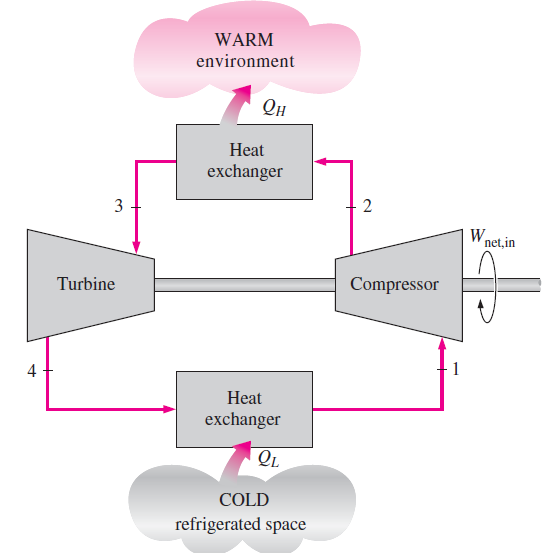 WARM
environment
QH
Heat
exchanger
3
2
Wnet,in
Turbine
Compressor
4
1
Heat
exchanger
QL
COLD
refrigerated space